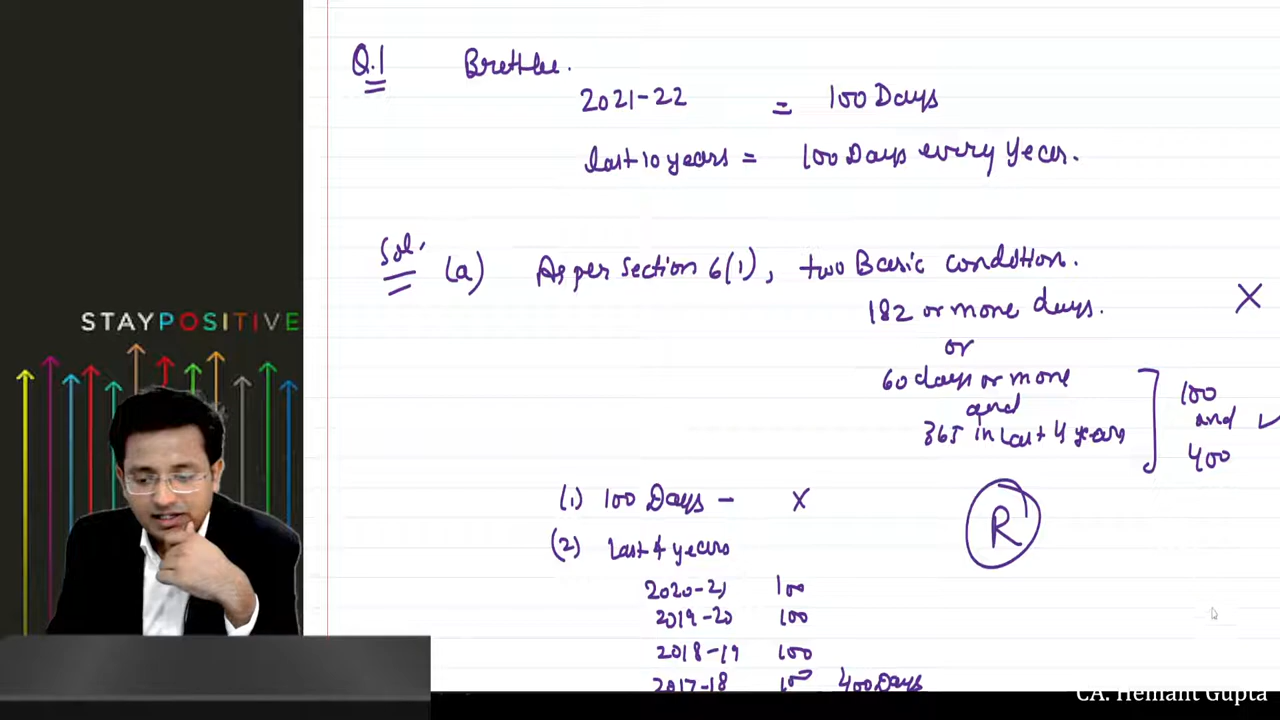 Q.1 Brettlee.
2021-22 = 100 Days
last 10 years = 100 Days every year.
Sol. (a) As per Section 6(1), two Basic condition.
182 or more days. X
or
60 days or more
and
365 in last 4 years
100
and ✓
400
(1) 100 Days - X
(2) last 4 years
R
2020-21 100
2019-20 100
2018-19 100
2017-18 100 400 Days
STAYPOSITIVE
CA. Hemant Gupta